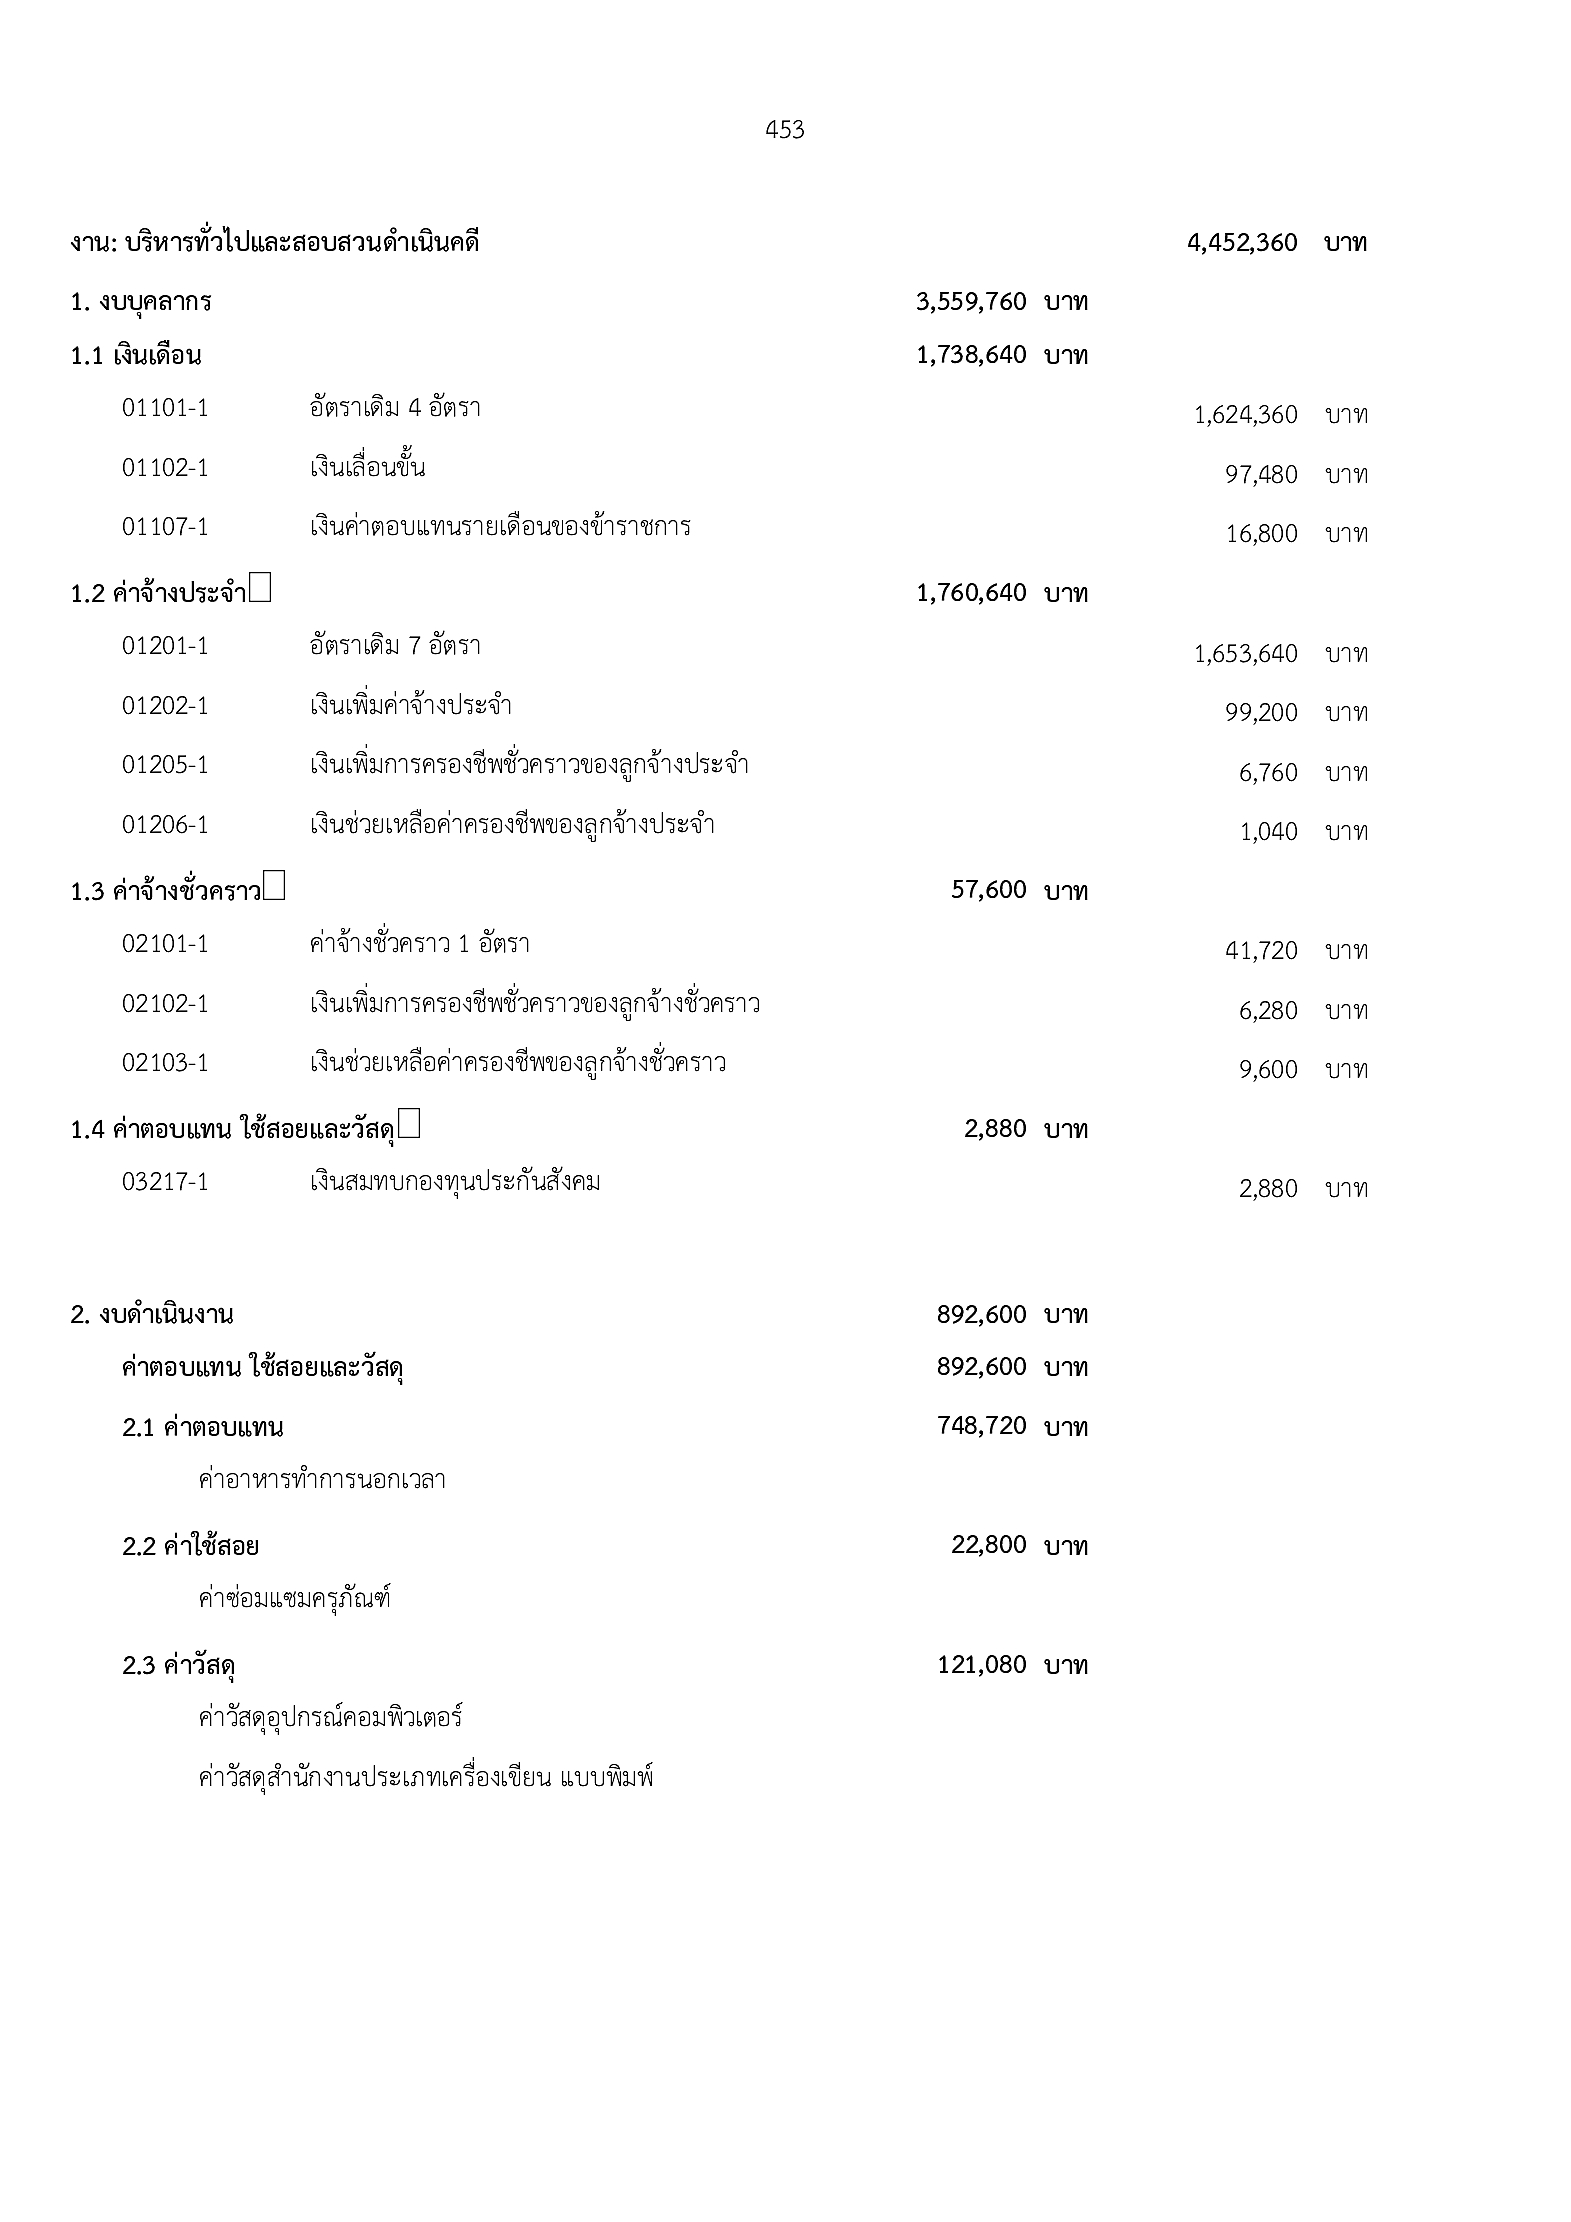 453
งาน: บริหารทั่วไปและสอบสวนดำเนินคดี 4,452,360 บาท
1. งบบุคลากร 3,559,760 บาท
1.1 เงินเดือน 1,738,640 บาท
01101-1 อัตราเดิม 4 อัตรา 1,624,360 บาท
01102-1 เงินเลื่อนขั้น 97,480 บาท
01107-1 เงินค่าตอบแทนรายเดือนของข้าราชการ 16,800 บาท
1.2 ค่าจ้างประจำ 1,760,640 บาท
01201-1 อัตราเดิม 7 อัตรา 1,653,640 บาท
01202-1 เงินเพิ่มค่าจ้างประจำ 99,200 บาท
01205-1 เงินเพิ่มการครองชีพชั่วคราวของลูกจ้างประจำ 6,760 บาท
01206-1 เงินช่วยเหลือค่าครองชีพของลูกจ้างประจำ 1,040 บาท
1.3 ค่าจ้างชั่วคราว 57,600 บาท
02101-1 ค่าจ้างชั่วคราว 1 อัตรา 41,720 บาท
02102-1 เงินเพิ่มการครองชีพชั่วคราวของลูกจ้างชั่วคราว 6,280 บาท
02103-1 เงินช่วยเหลือค่าครองชีพของลูกจ้างชั่วคราว 9,600 บาท
1.4 ค่าตอบแทน ใช้สอยและวัสดุ 2,880 บาท
03217-1 เงินสมทบกองทุนประกันสังคม 2,880 บาท
2. งบดำเนินงาน 892,600 บาท
ค่าตอบแทน ใช้สอยและวัสดุ 892,600 บาท
2.1 ค่าตอบแทน 748,720 บาท
ค่าอาหารทำการนอกเวลา
2.2 ค่าใช้สอย 22,800 บาท
ค่าซ่อมแซมครุภัณฑ์
2.3 ค่าวัสดุ 121,080 บาท
ค่าวัสดุอุปกรณ์คอมพิวเตอร์
ค่าวัสดุสำนักงานประเภทเครื่องเขียน แบบพิมพ์